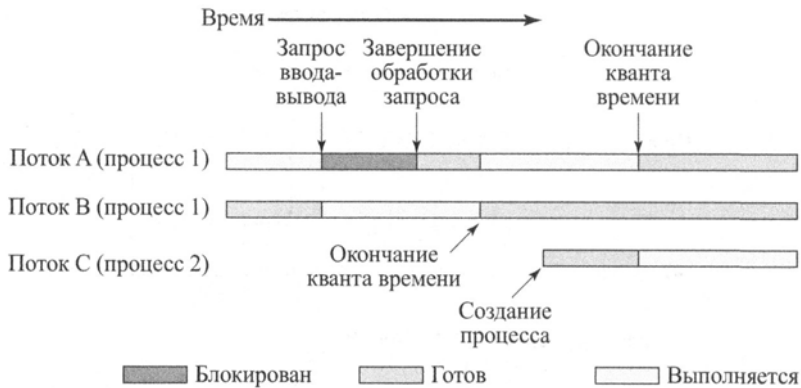 Время
Запрос
ввода-
вывода
Завершение
обработки
запроса
Окончание
кванта
времени
Поток А (процесс 1)
Поток В (процесс 1)
Поток С (процесс 2)
Окончание
кванта времени
Создание
процесса
Блокирован
Готов
Выполняется